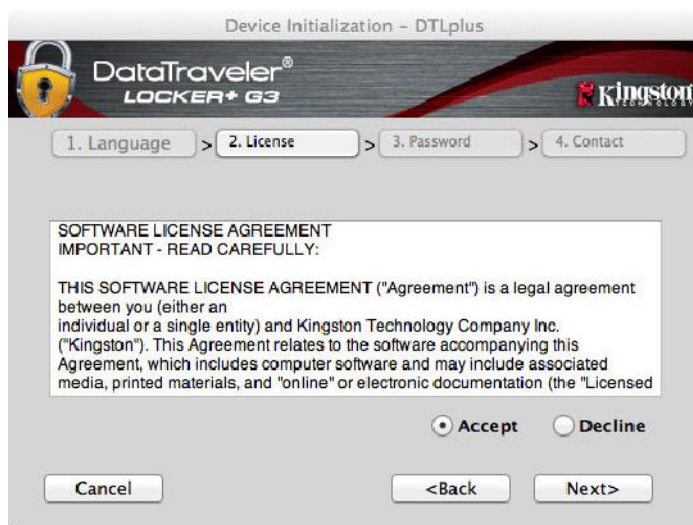 Device Initialization - DTLplus
DataTraveler®
LOCKER+ G3
Kingston
TECHNOLOGY
1. Language > 2. License > 3. Password > 4. Contact
SOFTWARE LICENSE AGREEMENT
IMPORTANT - READ CAREFULLY:
THIS SOFTWARE LICENSE AGREEMENT ("Agreement") is a legal agreement
between you (either an
individual or a single entity) and Kingston Technology Company Inc.
("Kingston"). This Agreement relates to the software accompanying this
Agreement, which includes computer software and may include associated
media, printed materials, and "online" or electronic documentation (the "Licensed
Accept Decline
Cancel <Back Next>